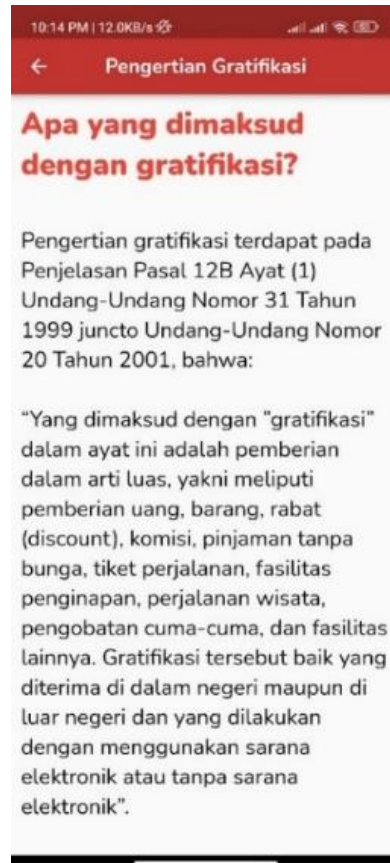 10:14 PM | 12.0KB/s
Pengertian Gratifikasi
Apa yang dimaksud
dengan gratifikasi?
Pengertian gratifikasi terdapat pada
Penjelasan Pasal 12B Ayat (1)
Undang-Undang Nomor 31 Tahun
1999 juncto Undang-Undang Nomor
20 Tahun 2001, bahwa:
“Yang dimaksud dengan "gratifikasi"
dalam ayat ini adalah pemberian
dalam arti luas, yakni meliputi
pemberian uang, barang, rabat
(discount), komisi, pinjaman tanpa
bunga, tiket perjalanan, fasilitas
penginapan, perjalanan wisata,
pengobatan cuma-cuma, dan fasilitas
lainnya. Gratifikasi tersebut baik yang
diterima di dalam negeri maupun di
luar negeri dan yang dilakukan
dengan menggunakan sarana
elektronik atau tanpa sarana
elektronik”.